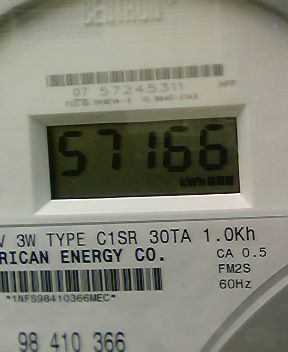 CENTRON
07 57245311
57166
kWh
V 3W TYPE C1SR 30TA 1.0Kh
RICAN ENERGY CO.
CA 0.5
FM2S
60Hz
*1NFS98410366MEC*
98 410 366